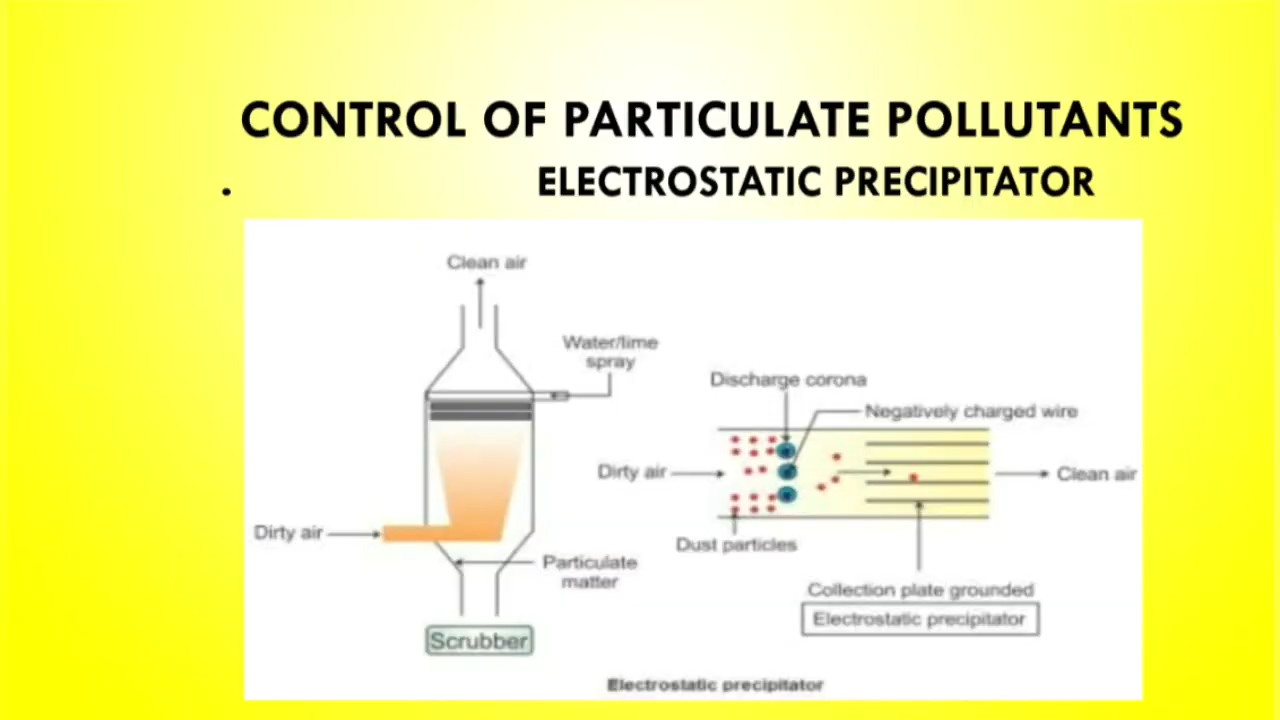 CONTROL OF PARTICULATE POLLUTANTS
. ELECTROSTATIC PRECIPITATOR
Clean air
Water/lime
spray
Dirty air
Particulate
matter
Scrubber
Discharge corona
Negatively charged wire
Dirty air
Clean air
Dust particles
Collection plate grounded
Electrostatic precipitator
Electrostatic precipitator